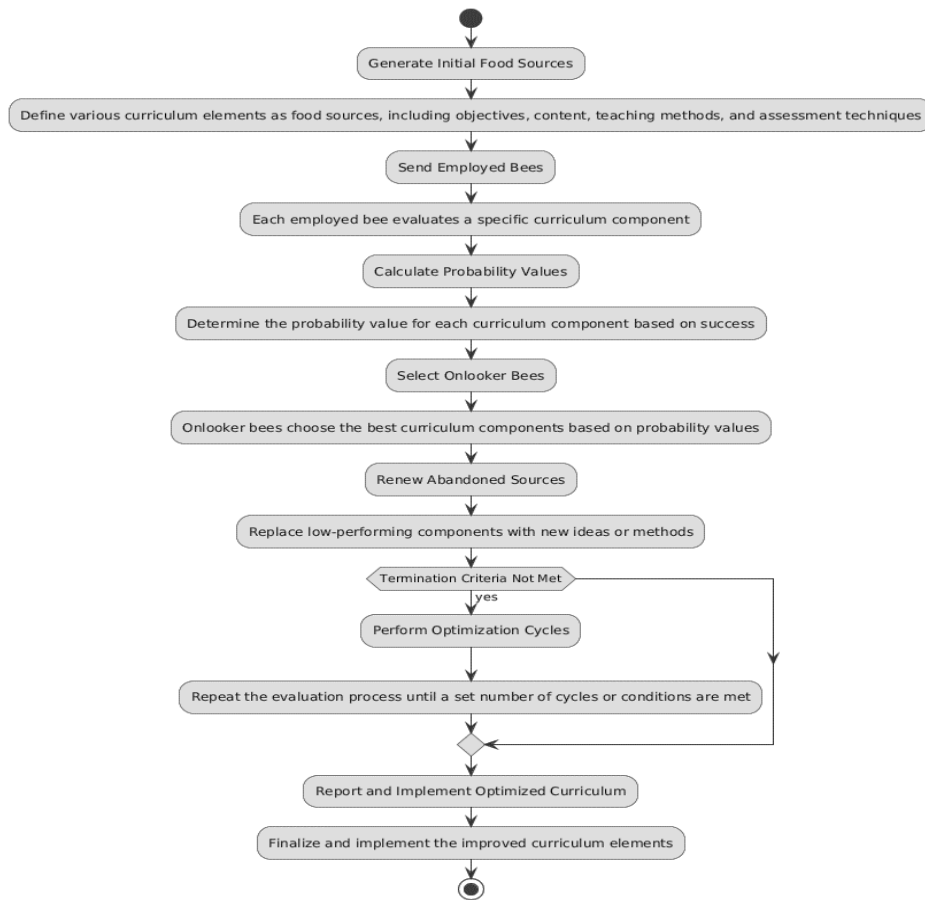 Generate Initial Food Sources
Define various curriculum elements as food sources, including objectives, content, teaching methods, and assessment techniques
Send Employed Bees
Each employed bee evaluates a specific curriculum component
Calculate Probability Values
Determine the probability value for each curriculum component based on success
Select Onlooker Bees
Onlooker bees choose the best curriculum components based on probability values
Renew Abandoned Sources
Replace low-performing components with new ideas or methods
Termination Criteria Not Met
yes
Perform Optimization Cycles
Repeat the evaluation process until a set number of cycles or conditions are met
Report and Implement Optimized Curriculum
Finalize and implement the improved curriculum elements